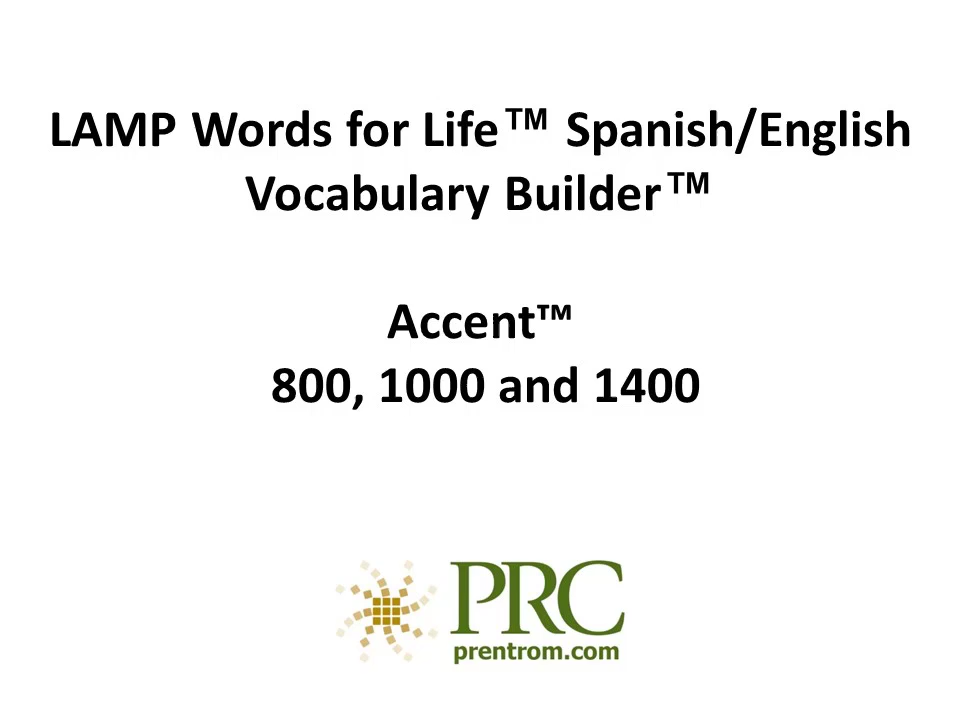 LAMP Words for Life™ Spanish/English
Vocabulary Builder™
Accent™
800, 1000 and 1400
PRC
prentrom.com